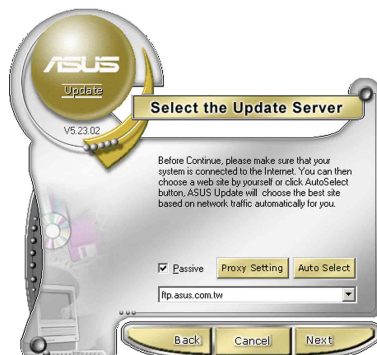 ASUS
Update
V5.23.02
Select the Update Server
Before Continue, please make sure that your
system is connected to the Internet. You can then
choose a web site by yourself or click AutoSelect
button, ASUS Update will choose the best site
based on network traffic automatically for you.
Passive
Proxy Setting
Auto Select
ftp.asus.com.tw
Back
Cancel
Next